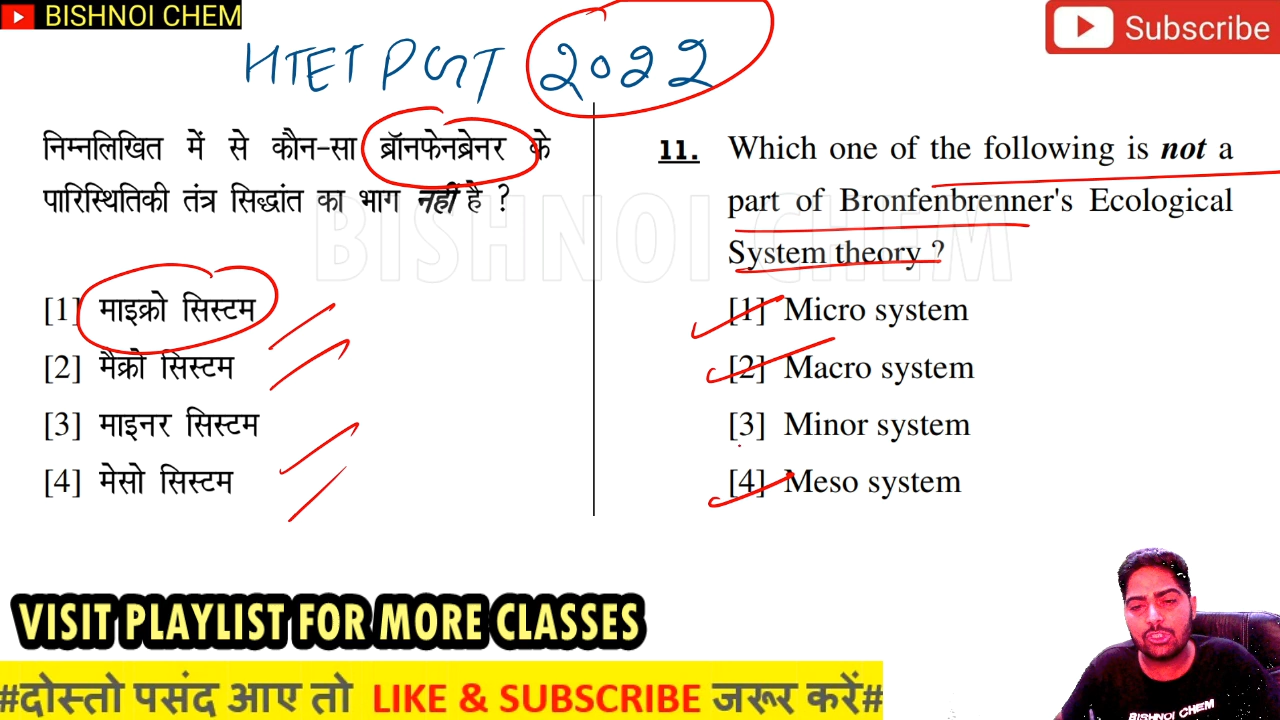 BISHNOI CHEM
Subscribe
HTET PGT 2022
निम्नलिखित में से कौन-सा ब्रॉनफेनब्रेनर के
पारिस्थितिकी तंत्र सिद्धांत का भाग नहीं है ?
[1] माइक्रो सिस्टम
[2] मैक्रो सिस्टम
[3] माइनर सिस्टम
[4] मेसो सिस्टम
11. Which one of the following is not a
part of Bronfenbrenner's Ecological
System theory ?
[1] Micro system
[2] Macro system
[3] Minor system
[4] Meso system
BISHNOI CHEM
VISIT PLAYLIST FOR MORE CLASSES
#दोस्तो पसंद आए तो LIKE & SUBSCRIBE जरूर करें#
BISHNOI CHEM